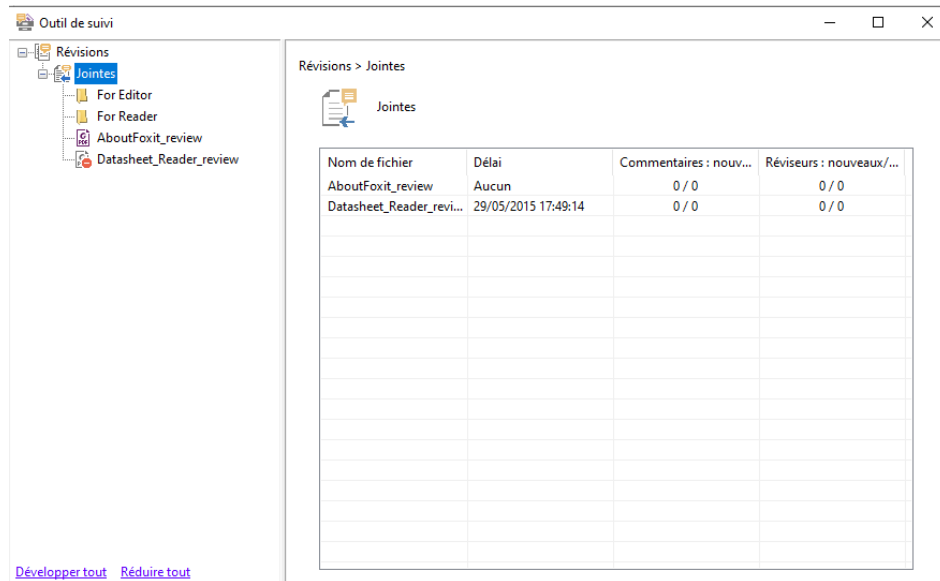 Outil de suivi
Révisions
Jointes
For Editor
For Reader
AboutFoxit_review
Datasheet_Reader_review
Développer tout Réduire tout
Révisions > Jointes
Jointes
Nom de fichier Délai Commentaires : nouv... Réviseurs : nouveaux/...
AboutFoxit_review Aucun 0 / 0 0 / 0
Datasheet_Reader_revi... 29/05/2015 17:49:14 0 / 0 0 / 0